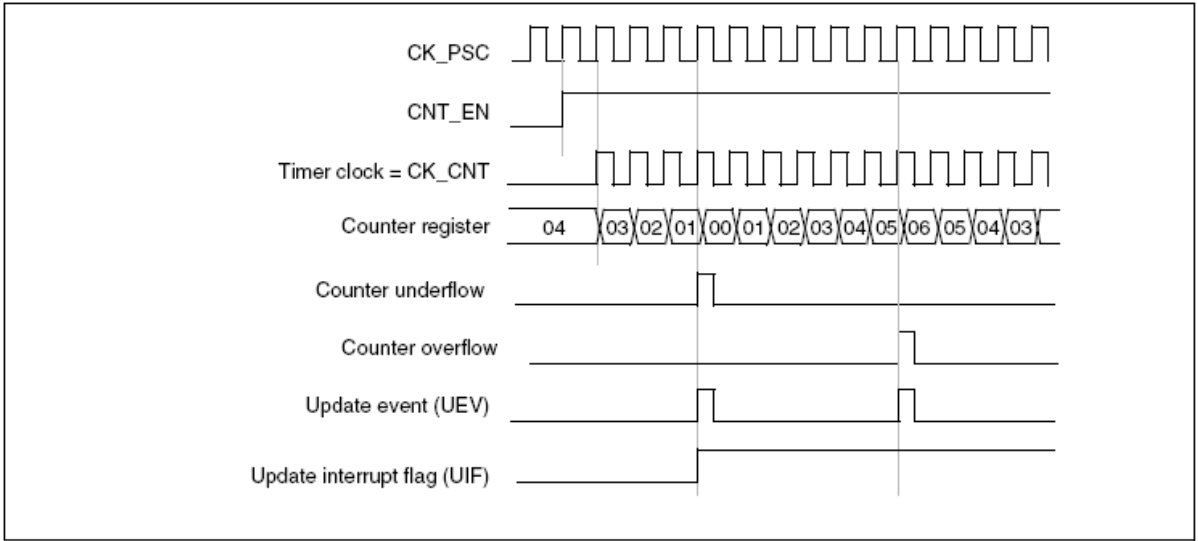 CK_PSC
CNT_EN
Timer clock = CK_CNT
Counter register 04 03 02 01 00 01 02 03 04 05 06 05 04 03
Counter underflow
Counter overflow
Update event (UEV)
Update interrupt flag (UIF)